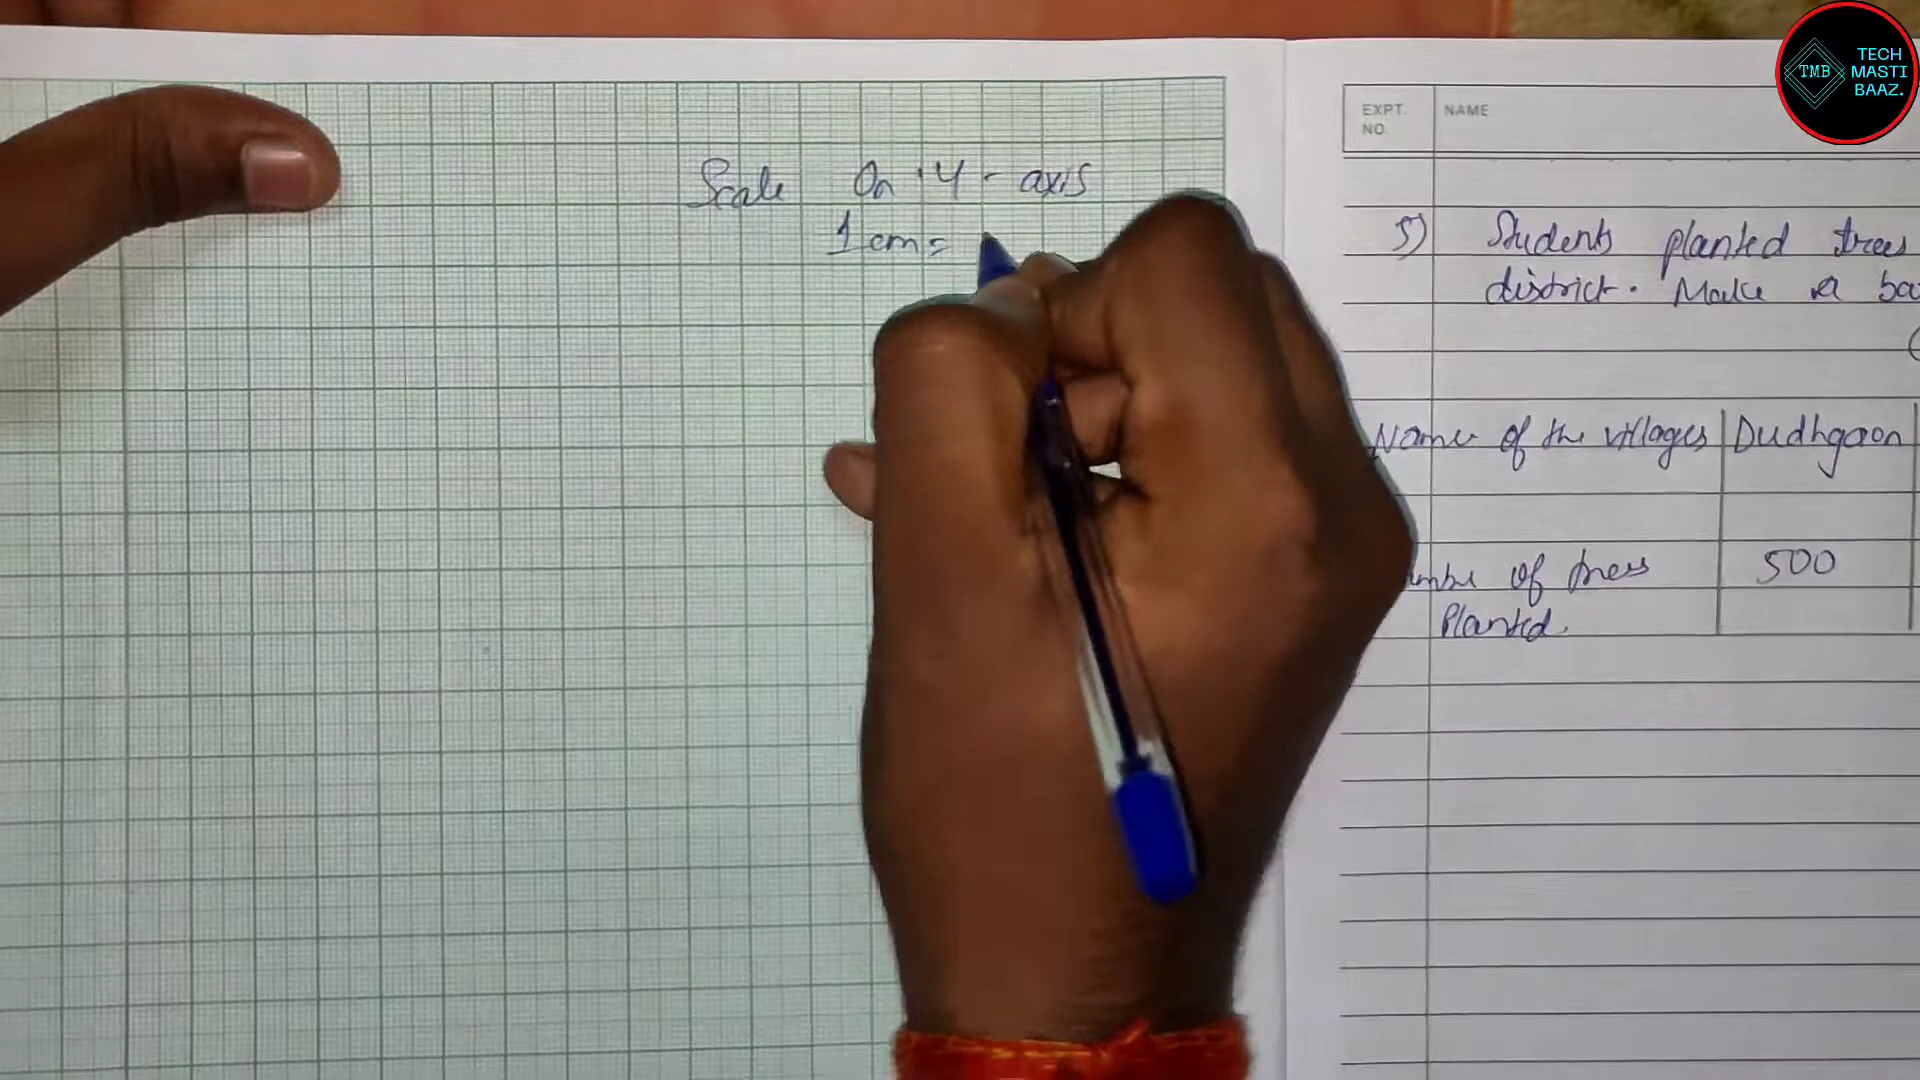 Scale On Y - axis
1 cm =
EXPT. NO.
NAME
5) Students planted trees
district. Make a
Name of the villages Dudhgaon
of trees 500
Planted.
TMB
TECH
MASTI
BAAZ.